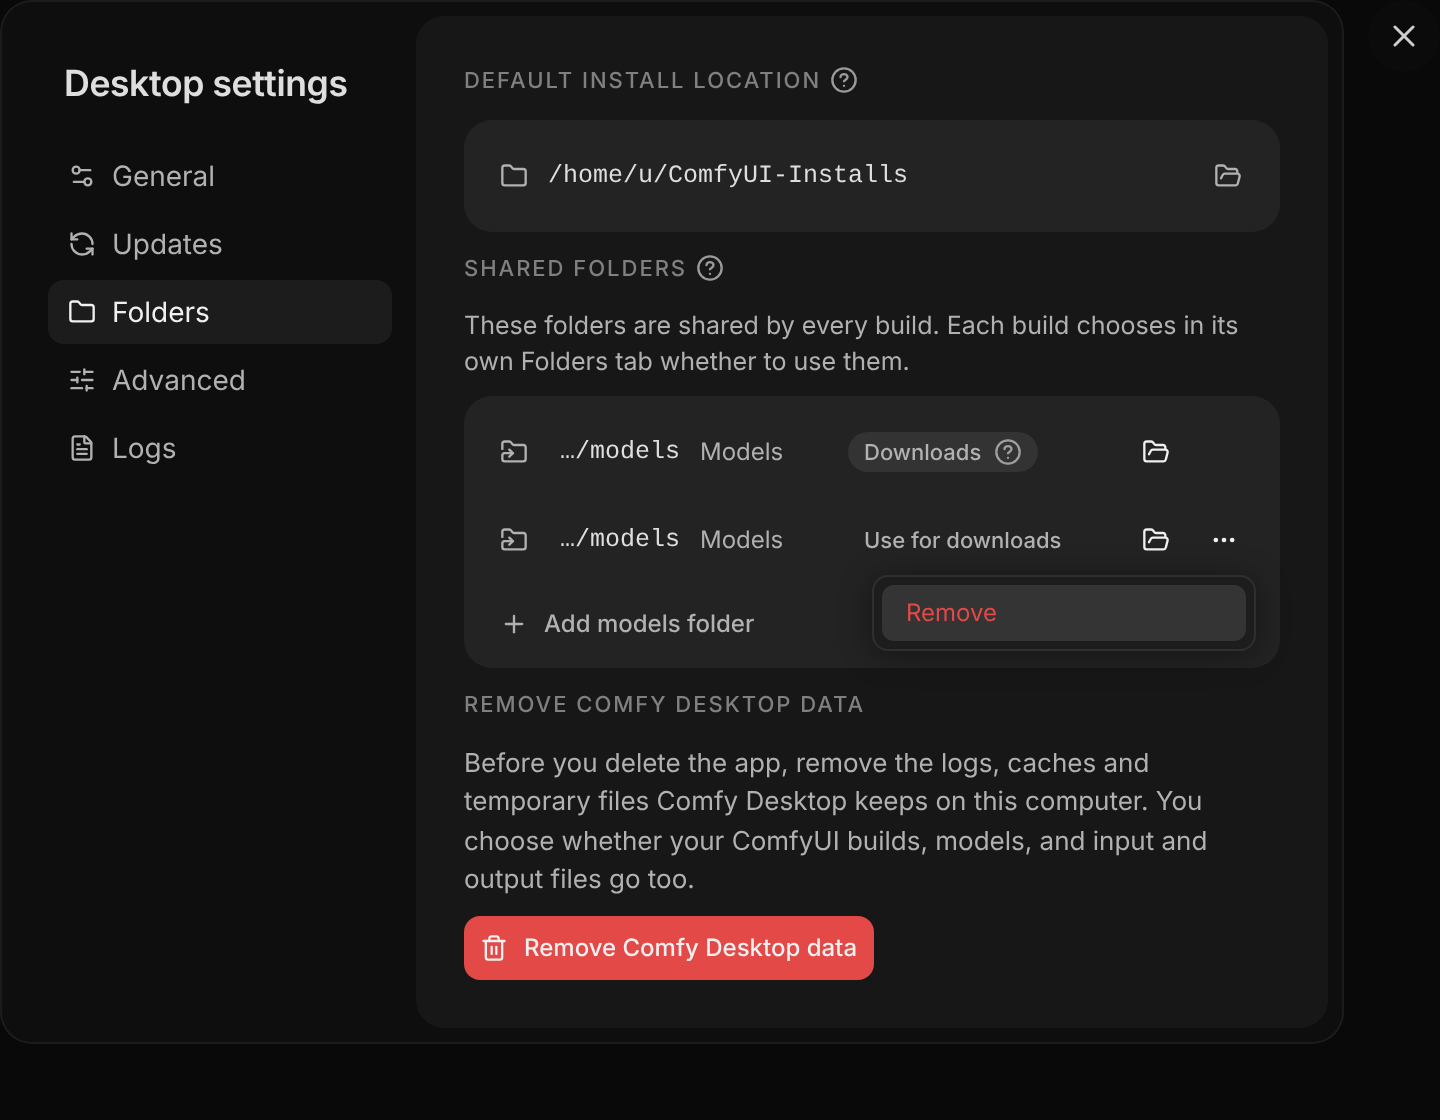 Desktop settings
General
Updates
Folders
Advanced
Logs
DEFAULT INSTALL LOCATION
/home/u/ComfyUI-Installs
SHARED FOLDERS
These folders are shared by every build. Each build chooses in its
own Folders tab whether to use them.
…/models Models Downloads
…/models Models Use for downloads
Remove
Add models folder
REMOVE COMFY DESKTOP DATA
Before you delete the app, remove the logs, caches and
temporary files Comfy Desktop keeps on this computer. You
choose whether your ComfyUI builds, models, and input and
output files go too.
Remove Comfy Desktop data